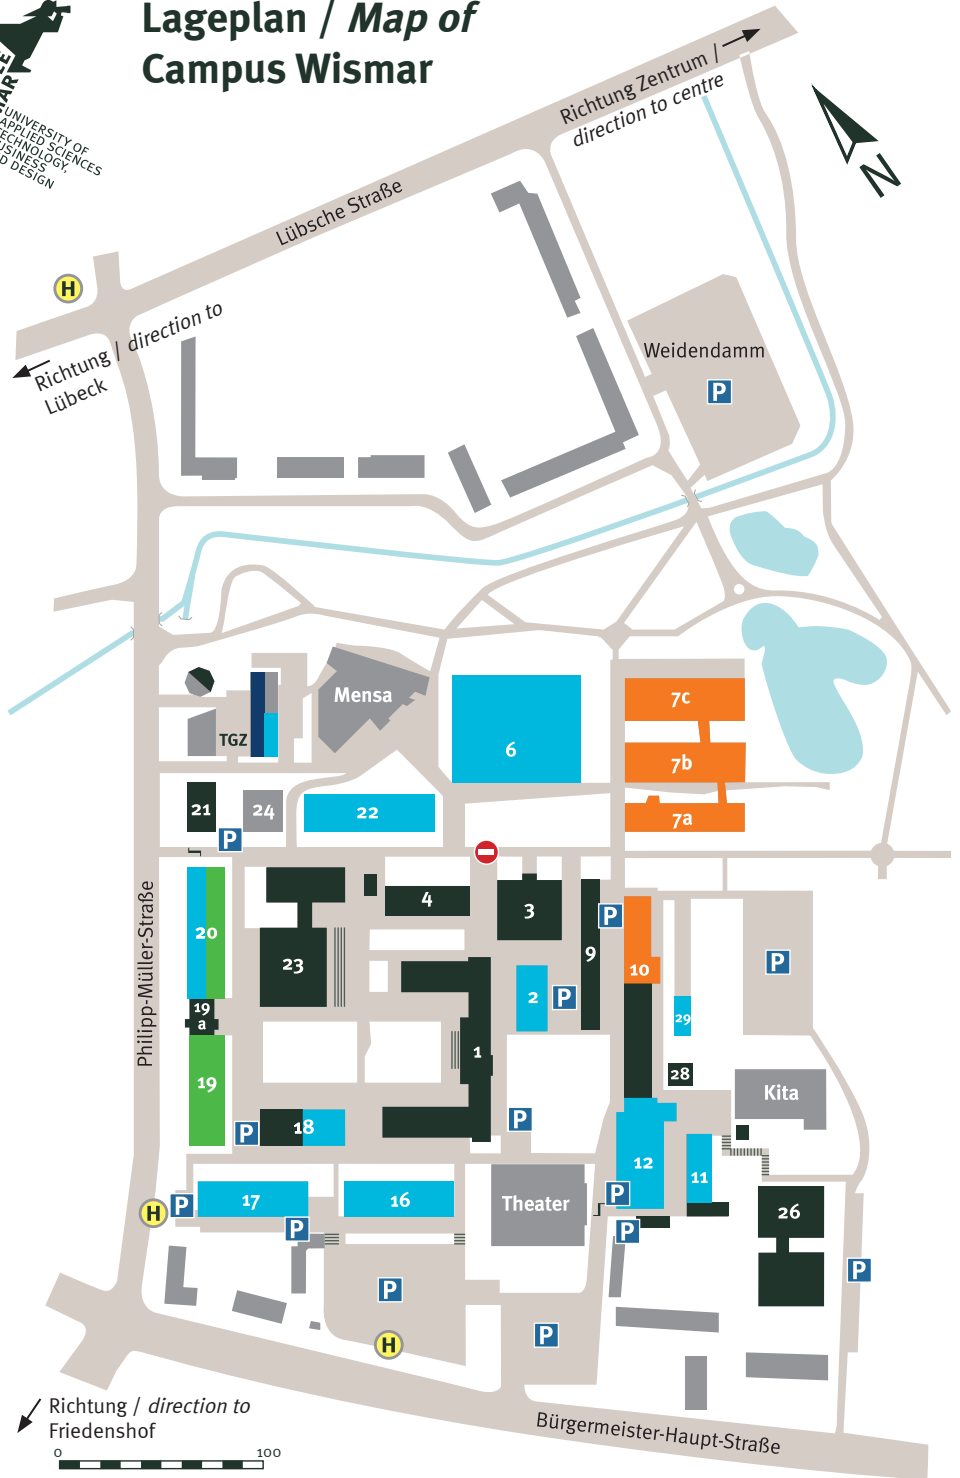 Lageplan / Map of
Campus Wismar
UNIVERSITY OF
APPLIED SCIENCES
TECHNOLOGY,
BUSINESS
DESIGN
Richtung Zentrum /
direction to centre
N
Lübsche Straße
H
Richtung / direction to
Lübeck
Weidendamm
P
Mensa
TGZ
6
7c
7b
7a
21
24
22
P
4
3
9
P
10
20
23
2
P
P
19
a
29
1
28
Kita
19
P
18
P
12
11
Philipp-Müller-Straße
H
P
17
16
Theater
P
26
P
P
P
P
H
P
Richtung / direction to
Friedenshof
0 100
Bürgermeister-Haupt-Straße